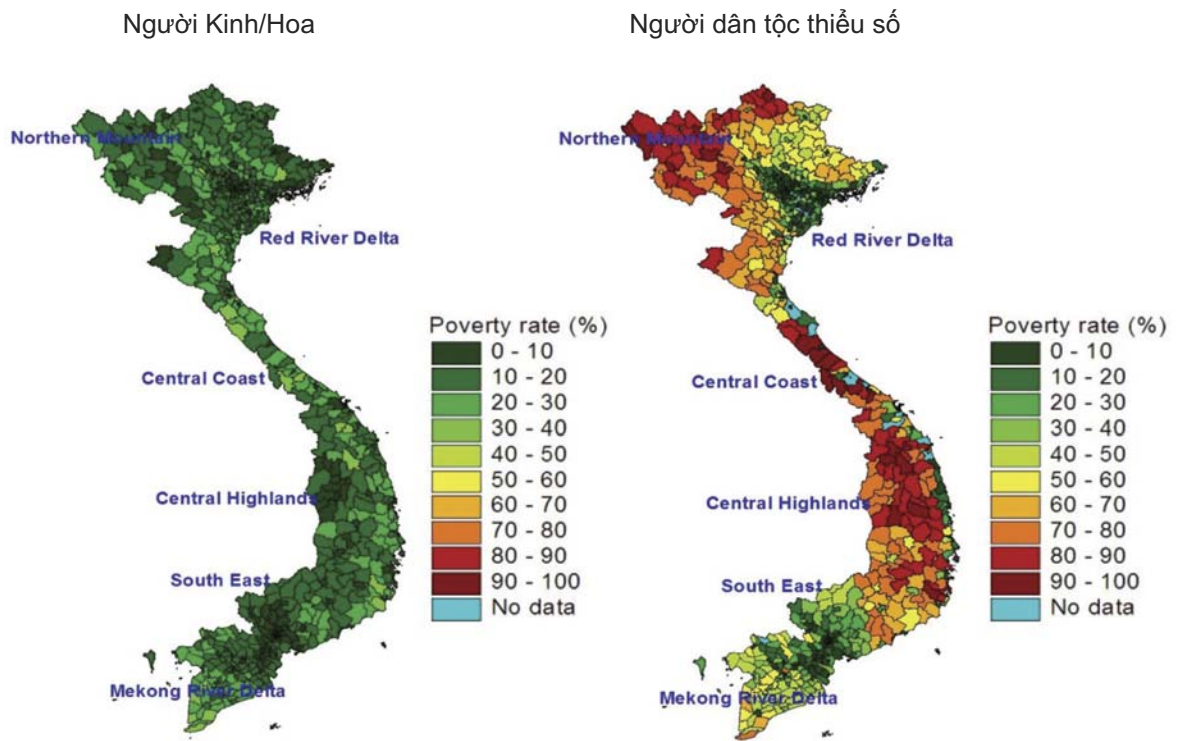 Người Kinh/Hoa
Northern Mountain
Red River Delta
Central Coast
Central Highlands
South East
Mekong River Delta
Poverty rate (%)
0 - 10
10 - 20
20 - 30
30 - 40
40 - 50
50 - 60
60 - 70
70 - 80
80 - 90
90 - 100
No data
Người dân tộc thiểu số
Northern Mountain
Red River Delta
Central Coast
Central Highlands
South East
Mekong River Delta
Poverty rate (%)
0 - 10
10 - 20
20 - 30
30 - 40
40 - 50
50 - 60
60 - 70
70 - 80
80 - 90
90 - 100
No data